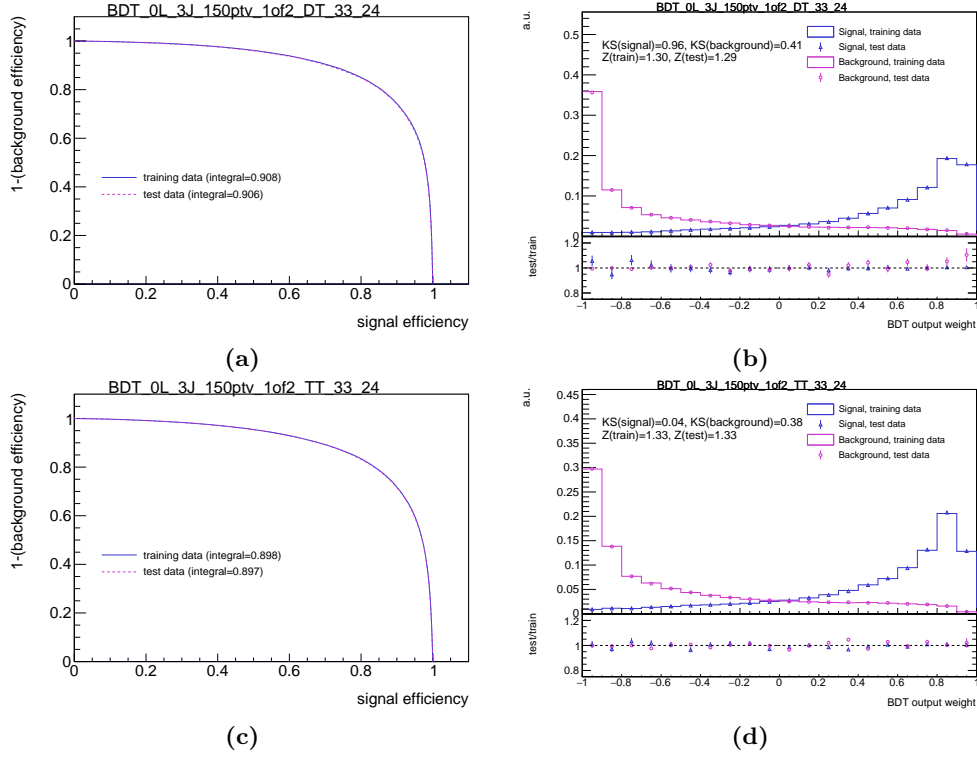 BDT_0L_3J_150ptv_1of2_DT_33_24
1-(background efficiency)
1
0.8
0.6
0.4
0.2
0
training data (integral=0.908)
test data (integral=0.906)
0 0.2 0.4 0.6 0.8 1
signal efficiency
(a)
BDT_0L_3J_150ptv_1of2_DT_33_24
a.u.
0.5
0.4
0.3
0.2
0.1
0
KS(signal)=0.96, KS(background)=0.41
Z(train)=1.30, Z(test)=1.29
Signal, training data
Signal, test data
Background, training data
Background, test data
test/train
1.2
1
0.8
−1 −0.8 −0.6 −0.4 −0.2 0 0.2 0.4 0.6 0.8 1
BDT output weight
(b)
BDT_0L_3J_150ptv_1of2_TT_33_24
1-(background efficiency)
1
0.8
0.6
0.4
0.2
0
training data (integral=0.898)
test data (integral=0.897)
0 0.2 0.4 0.6 0.8 1
signal efficiency
(c)
BDT_0L_3J_150ptv_1of2_TT_33_24
a.u.
0.45
0.4
0.35
0.3
0.25
0.2
0.15
0.1
0.05
0
KS(signal)=0.04, KS(background)=0.38
Z(train)=1.33, Z(test)=1.33
Signal, training data
Signal, test data
Background, training data
Background, test data
test/train
1.2
1
0.8
−1 −0.8 −0.6 −0.4 −0.2 0 0.2 0.4 0.6 0.8 1
BDT output weight
(d)